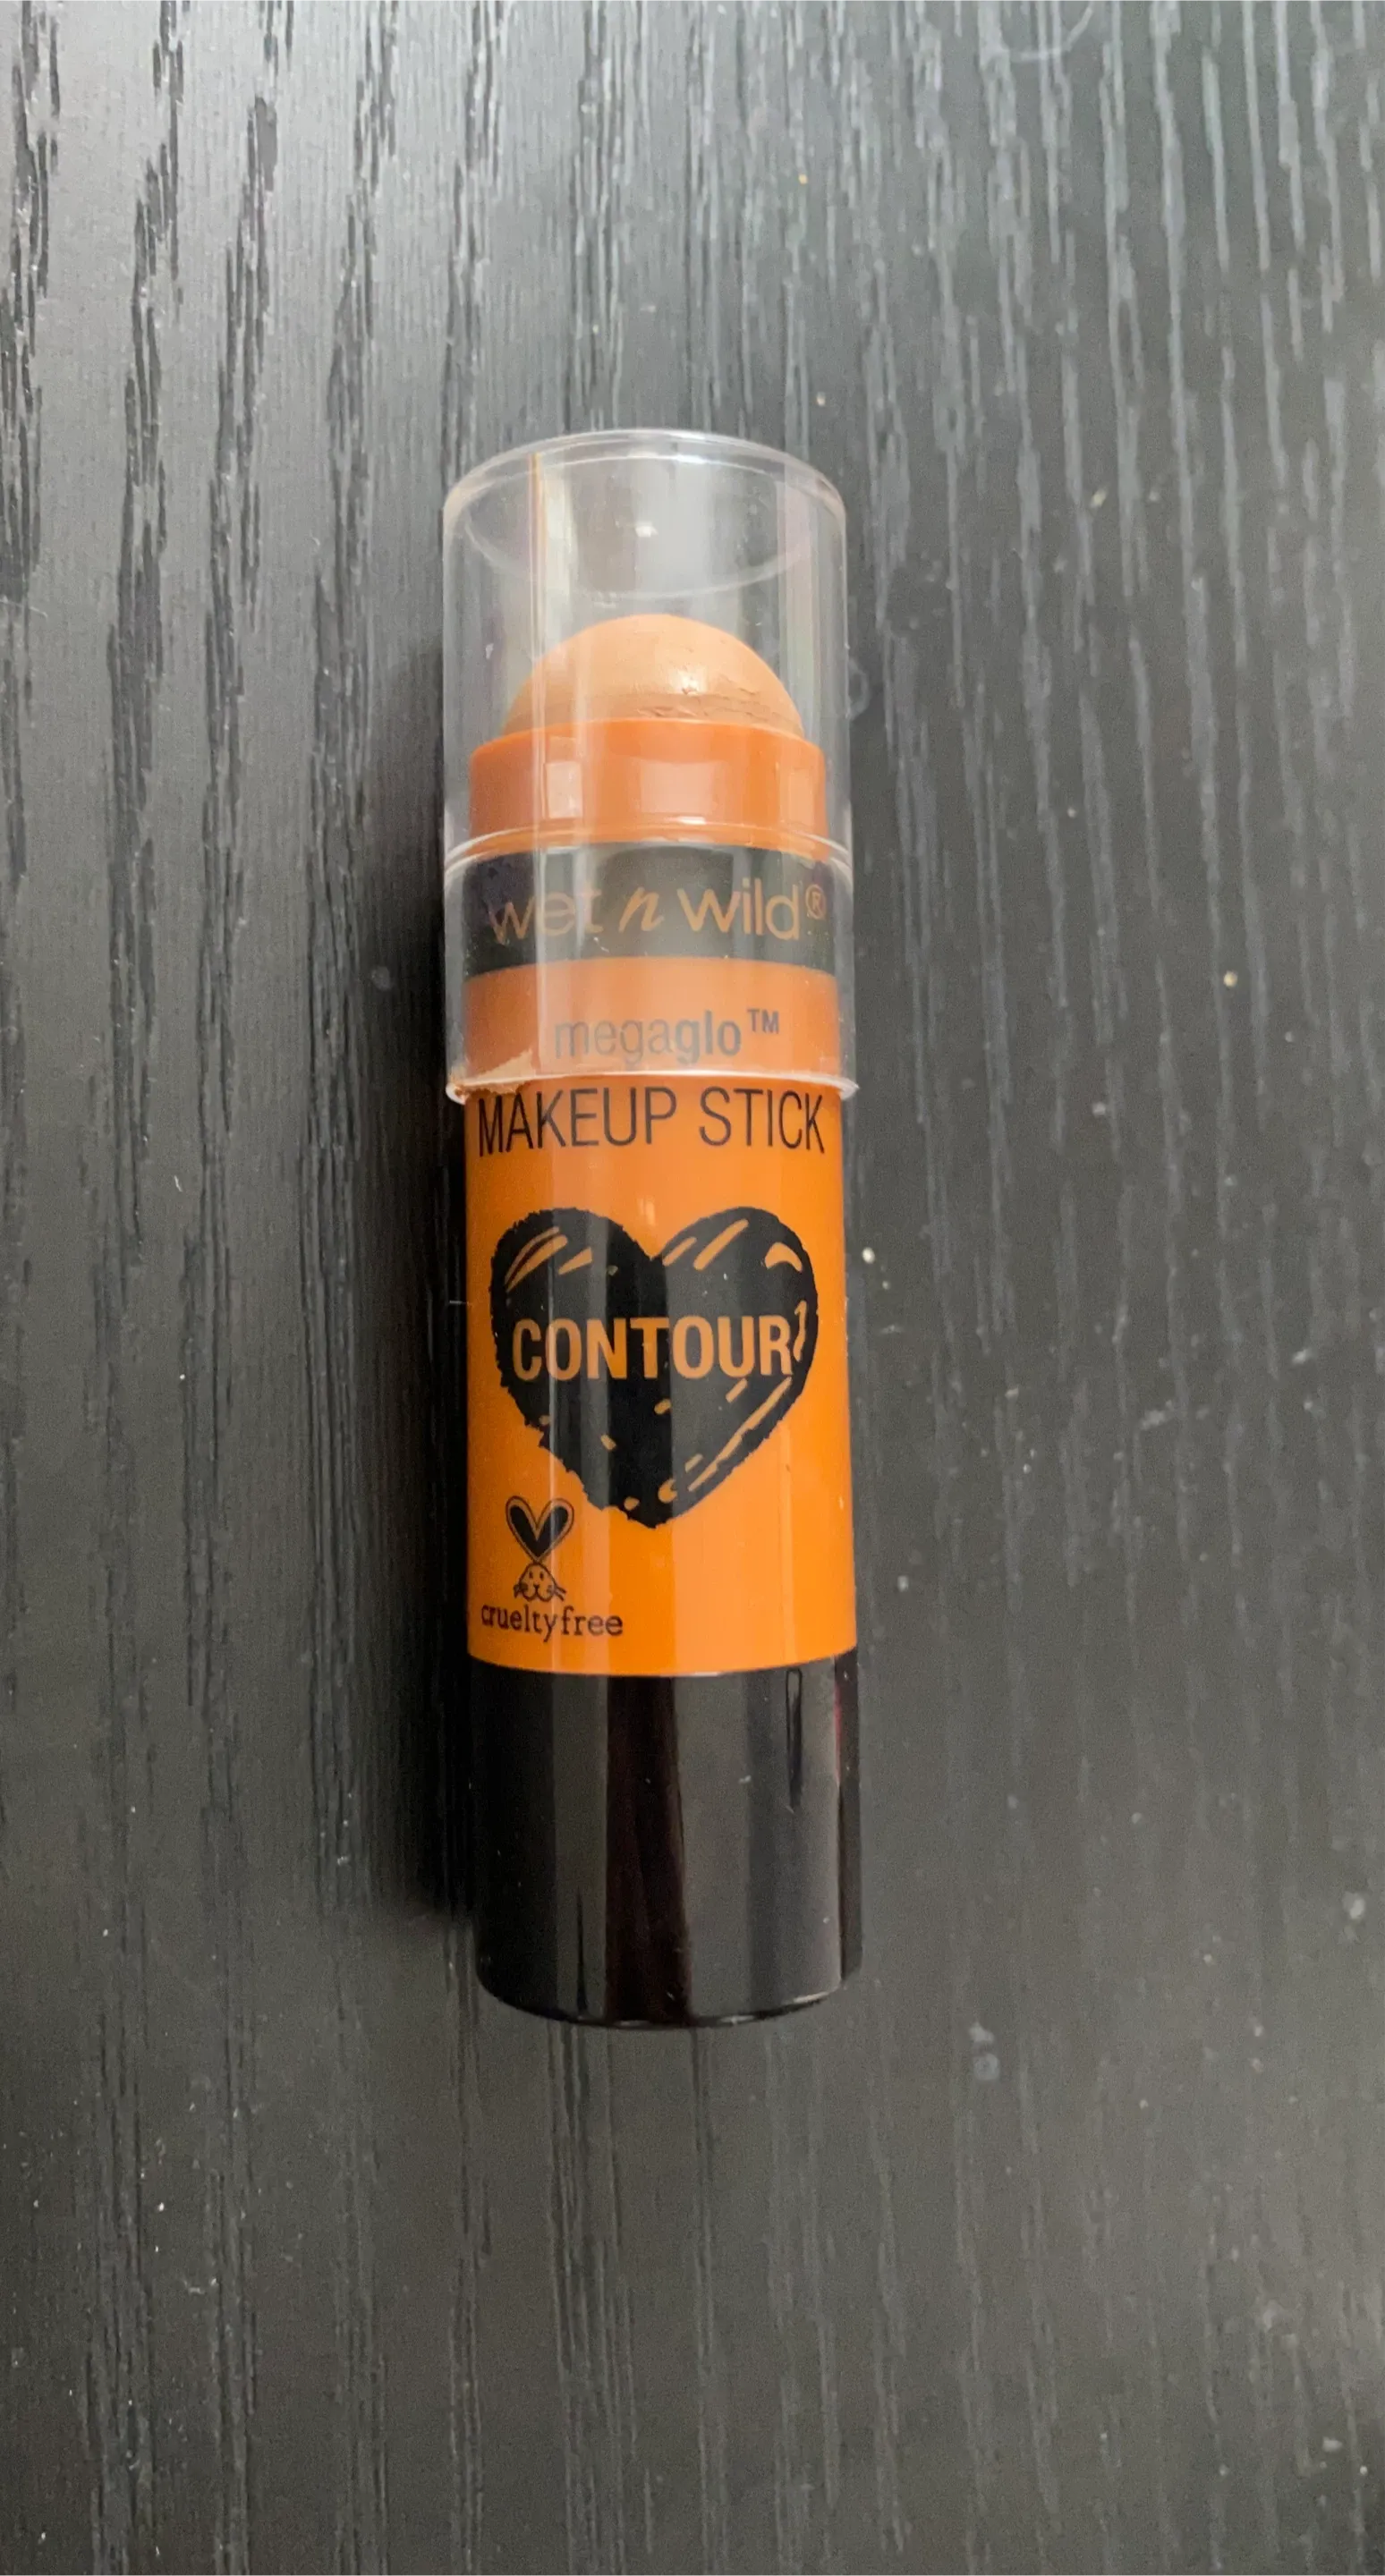 wet n wild®
megaglo™
MAKEUP STICK
CONTOUR
crueltyfree